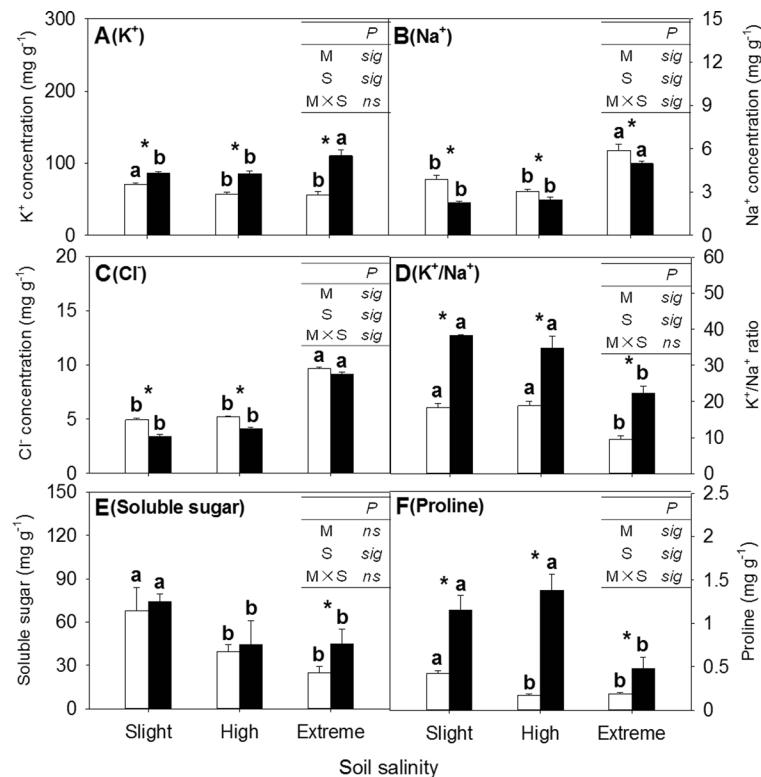 A(K⁺)
P
M sig
S sig
M×S ns
300
200
100
0
K⁺ concentration (mg g⁻¹)
* * *
a b b b b a
B(Na⁺)
P
M sig
S sig
M×S sig
15
12
9
6
3
0
Na⁺ concentration (mg g⁻¹)
* * *
b b b b a a
C(Cl⁻)
P
M sig
S sig
M×S sig
20
15
10
5
0
Cl⁻ concentration (mg g⁻¹)
* *
b b b b a a
D(K⁺/Na⁺)
P
M sig
S sig
M×S ns
60
50
40
30
20
10
0
K⁺/Na⁺ ratio
* * *
a a a a b b
E(Soluble sugar)
P
M ns
S sig
M×S ns
150
120
90
60
30
0
Soluble sugar (mg g⁻¹)
*
a a b b b b
F(Proline)
P
M sig
S sig
M×S sig
2.5
2
1.5
1
0.5
0
Proline (mg g⁻¹)
* * *
a a b a b b
Slight High Extreme Slight High Extreme
Soil salinity